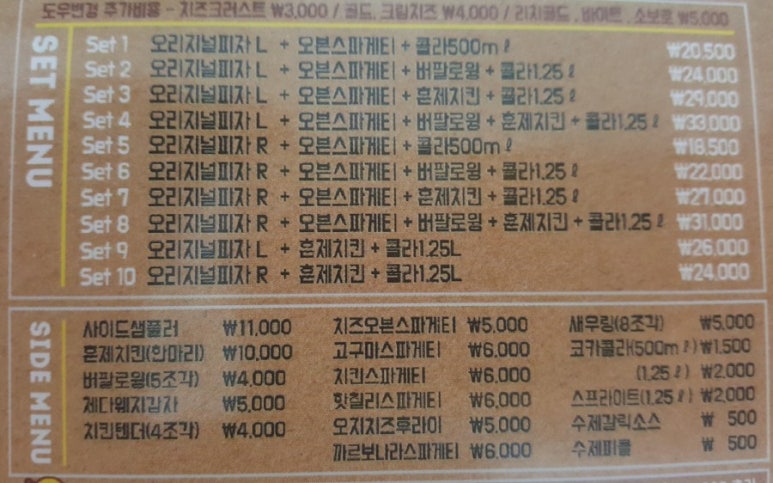 도우변경 추가비용 - 치즈크러스트 ₩3,000 / 골드, 크림치즈 ₩4,000 / 리치골드, 바이트, 소보로 ₩5,000
SET MENU
Set 1 오리지널피자 L + 오븐스파게티 + 콜라500mℓ ₩20,500
Set 2 오리지널피자 L + 오븐스파게티 + 버팔로윙 + 콜라1.25ℓ ₩24,000
Set 3 오리지널피자 L + 오븐스파게티 + 훈제치킨 + 콜라1.25ℓ ₩29,000
Set 4 오리지널피자 L + 오븐스파게티 + 버팔로윙 + 훈제치킨 + 콜라1.25ℓ ₩33,000
Set 5 오리지널피자 R + 오븐스파게티 + 콜라500mℓ ₩18,500
Set 6 오리지널피자 R + 오븐스파게티 + 버팔로윙 + 콜라1.25ℓ ₩22,000
Set 7 오리지널피자 R + 오븐스파게티 + 훈제치킨 + 콜라1.25ℓ ₩27,000
Set 8 오리지널피자 R + 오븐스파게티 + 버팔로윙 + 훈제치킨 + 콜라1.25ℓ ₩31,000
Set 9 오리지널피자 L + 훈제치킨 + 콜라1.25L ₩26,000
Set 10 오리지널피자 R + 훈제치킨 + 콜라1.25L ₩24,000
SIDE MENU
사이드샘플러 ₩11,000 치즈오븐스파게티 ₩5,000 새우링(8조각) ₩5,000
훈제치킨(한마리) ₩10,000 고구미스파게티 ₩6,000 코카콜라(500mℓ) ₩1,500
버팔로윙(5조각) ₩4,000 치킨스파게티 ₩6,000 (1.25ℓ) ₩2,000
체다웨지감자 ₩5,000 핫칠리스파게티 ₩6,000 스프라이트(1.25ℓ) ₩2,000
치킨텐더(4조각) ₩4,000 오지치즈후라이 ₩5,000 수제갈릭소스 ₩ 500
까르보나라스파게티 ₩6,000 수제피클 ₩ 500